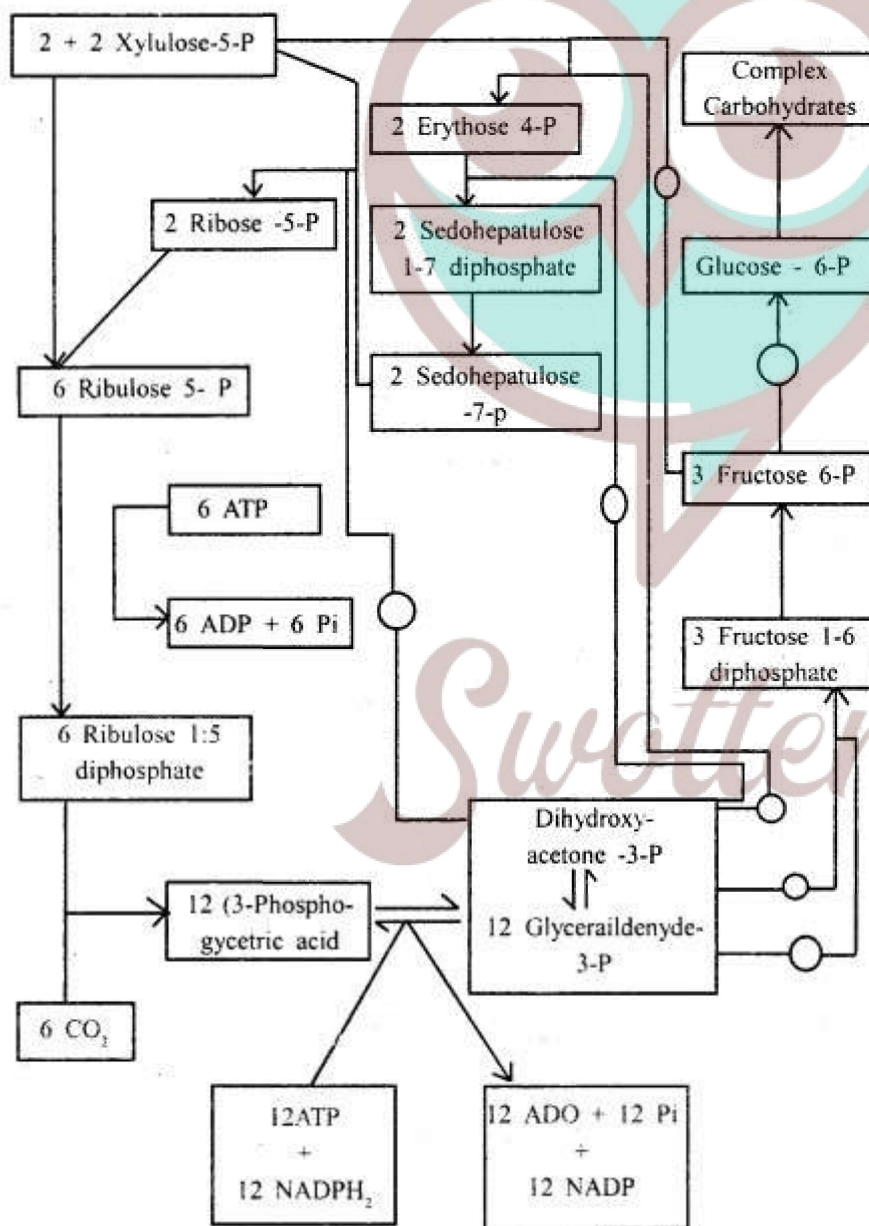 2 + 2 Xylulose-5-P
Complex
Carbohydrates
2 Erythose 4-P
2 Ribose -5-P
2 Sedohepatulose
1-7 diphosphate
Glucose - 6-P
6 Ribulose 5- P
2 Sedohepatulose
-7-p
3 Fructose 6-P
6 ATP
6 ADP + 6 Pi
3 Fructose 1-6
diphosphate
6 Ribulose 1:5
diphosphate
Swotter
Dihydroxy-
acetone -3-P
12 (3-Phospho-
gycetric acid
12 Glyceraildenyde-
3-P
6 CO₂
12ATP
+
12 NADPH₂
12 ADO + 12 Pi
+
12 NADP